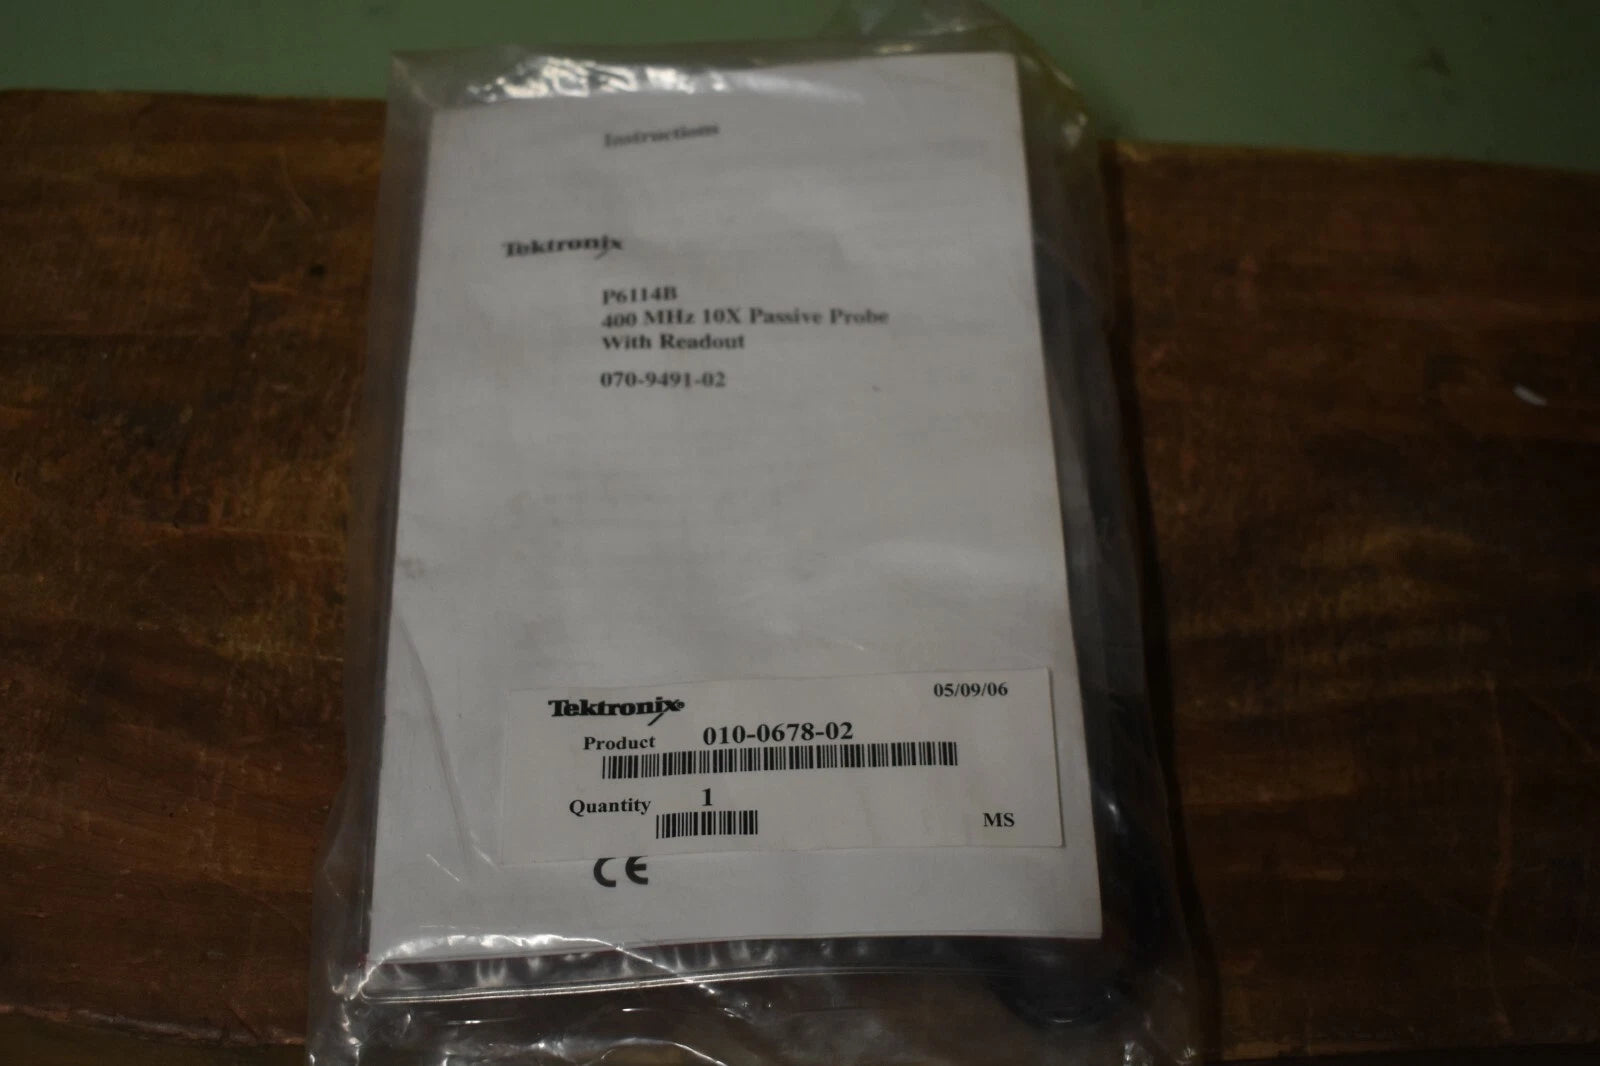 Instructions
Tektronix
P6114B
400 MHz 10X Passive Probe
With Readout
070-9491-02
Tektronix®
05/09/06
Product 010-0678-02
Quantity 1
MS
CE